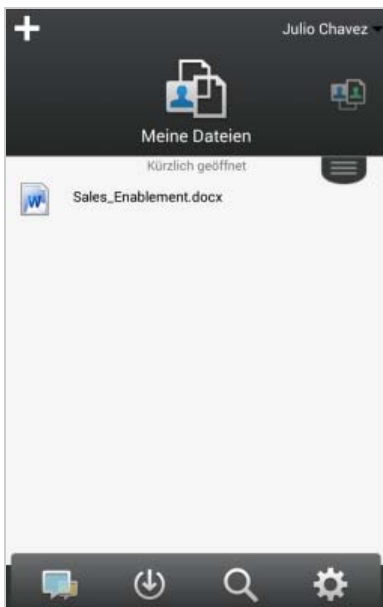 Julio Chavez
Meine Dateien
Kürzlich geöffnet
Sales_Enablement.docx